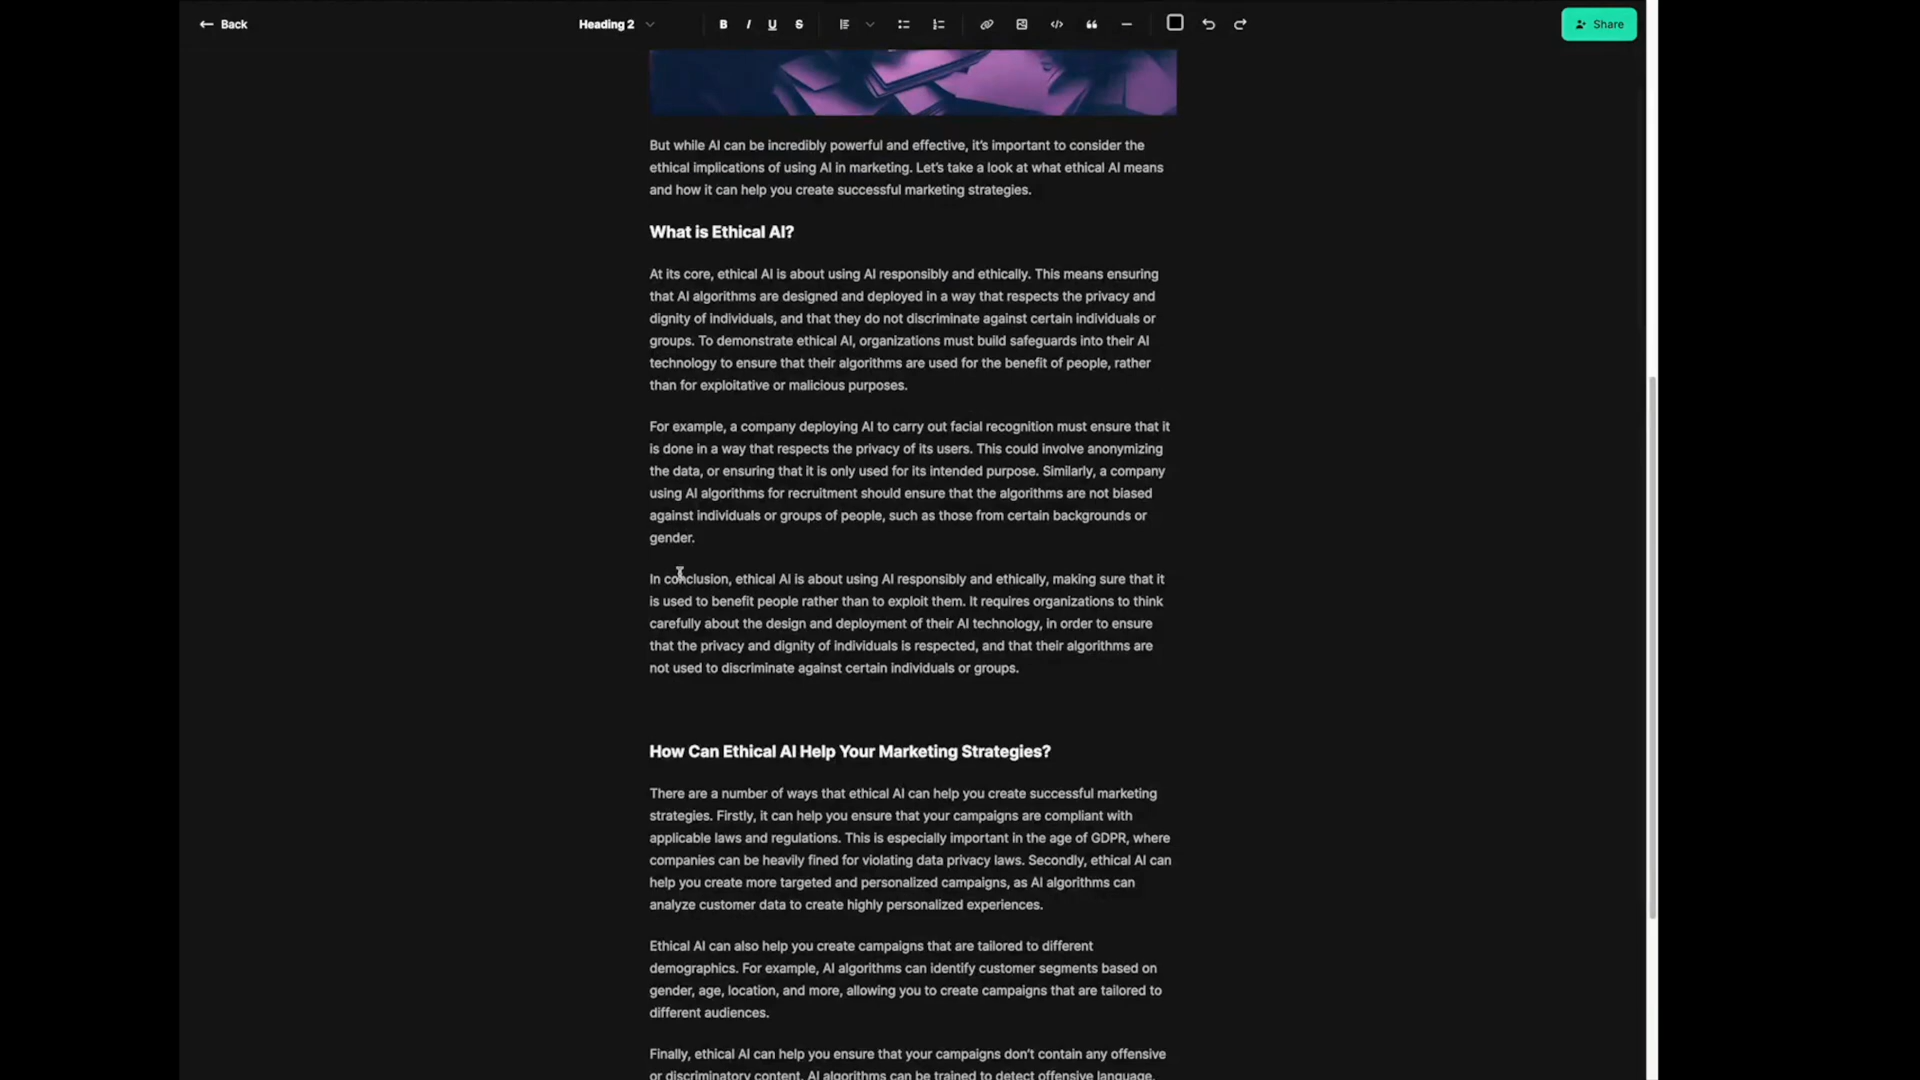 Back
Heading 2
B I U S
Share
But while AI can be incredibly powerful and effective, it's important to consider the
ethical implications of using AI in marketing. Let's take a look at what ethical AI means
and how it can help you create successful marketing strategies.
What is Ethical AI?
At its core, ethical AI is about using AI responsibly and ethically. This means ensuring
that AI algorithms are designed and deployed in a way that respects the privacy and
dignity of individuals, and that they do not discriminate against certain individuals or
groups. To demonstrate ethical AI, organizations must build safeguards into their AI
technology to ensure that their algorithms are used for the benefit of people, rather
than for exploitative or malicious purposes.
For example, a company deploying AI to carry out facial recognition must ensure that it
is done in a way that respects the privacy of its users. This could involve anonymizing
the data, or ensuring that it is only used for its intended purpose. Similarly, a company
using AI algorithms for recruitment should ensure that the algorithms are not biased
against individuals or groups of people, such as those from certain backgrounds or
gender.
In conclusion, ethical AI is about using AI responsibly and ethically, making sure that it
is used to benefit people rather than to exploit them. It requires organizations to think
carefully about the design and deployment of their AI technology, in order to ensure
that the privacy and dignity of individuals is respected, and that their algorithms are
not used to discriminate against certain individuals or groups.
How Can Ethical AI Help Your Marketing Strategies?
There are a number of ways that ethical AI can help you create successful marketing
strategies. Firstly, it can help you ensure that your campaigns are compliant with
applicable laws and regulations. This is especially important in the age of GDPR, where
companies can be heavily fined for violating data privacy laws. Secondly, ethical AI can
help you create more targeted and personalized campaigns, as AI algorithms can
analyze customer data to create highly personalized experiences.
Ethical AI can also help you create campaigns that are tailored to different
demographics. For example, AI algorithms can identify customer segments based on
gender, age, location, and more, allowing you to create campaigns that are tailored to
different audiences.
Finally, ethical AI can help you ensure that your campaigns don't contain any offensive
or discriminatory content. AI algorithms can be trained to detect offensive language,